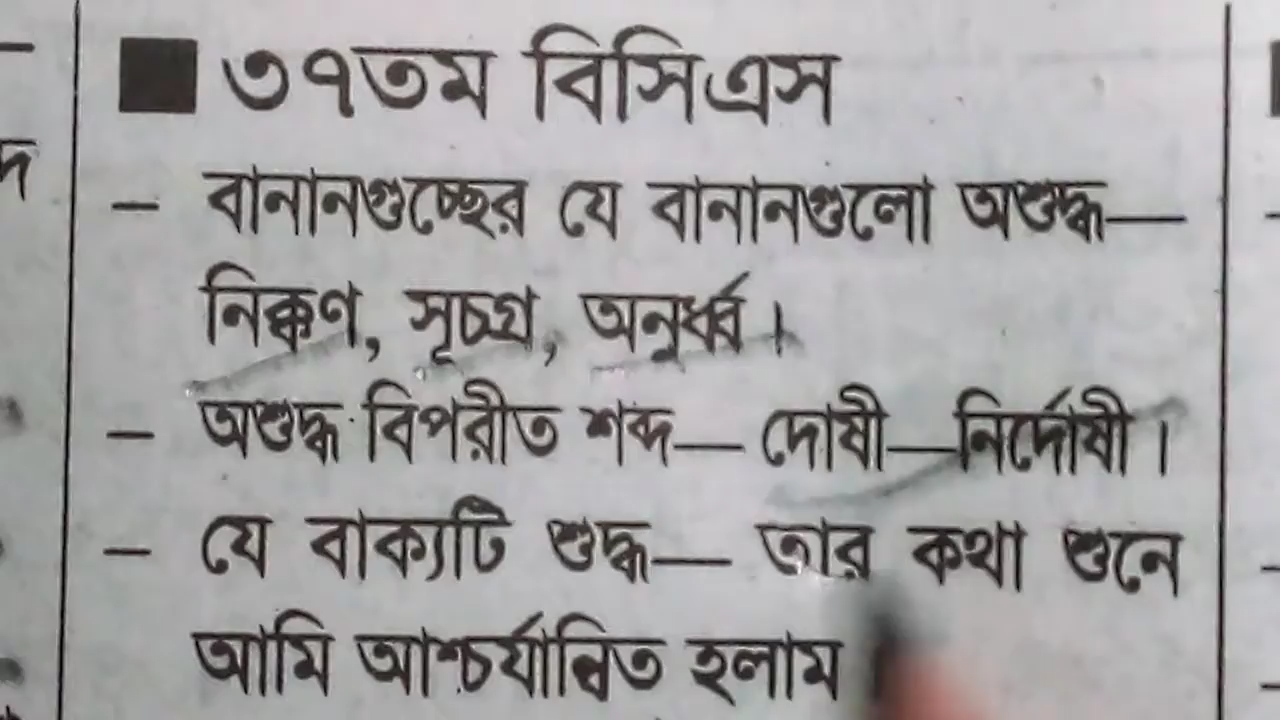 ■ ৩৭তম বিসিএস
– বানানগুচ্ছের যে বানানগুলো অশুদ্ধ—
নিক্কণ, সূচগ্র, অনুর্ধ্ব।
– অশুদ্ধ বিপরীত শব্দ— দোষী—নির্দোষী।
– যে বাক্যটি শুদ্ধ— তার কথা শুনে
আমি আশ্চর্যান্বিত হলাম